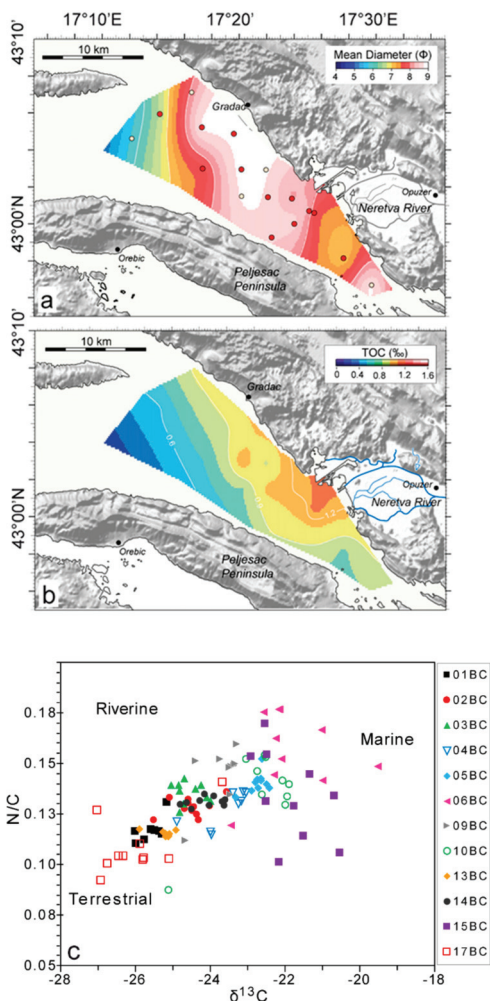 17°10' 17°20' 17°30'
10 km
Mean Diameter (Φ)
4 5 6 7 8 9
43°10'
Gradac
Opuzer
Neretva River
43°00'N
Orebic
Peljesac
Peninsula
a
43°10'
10 km
TOC (‰)
0.4 0.8 1.2 1.6
Gradac
0.6
0.9
1.2
Opuzer
Neretva River
43°00'N
Orebic
Peljesac
Peninsula
b
0.18
0.15
0.13
0.10
0.08
0.05
N/C
Riverine
Marine
Terrestrial
c
-28 -26 -24 -22 -20 -18
δ¹³C
01BC
02BC
03BC
04BC
05BC
06BC
09BC
10BC
13BC
14BC
15BC
17BC